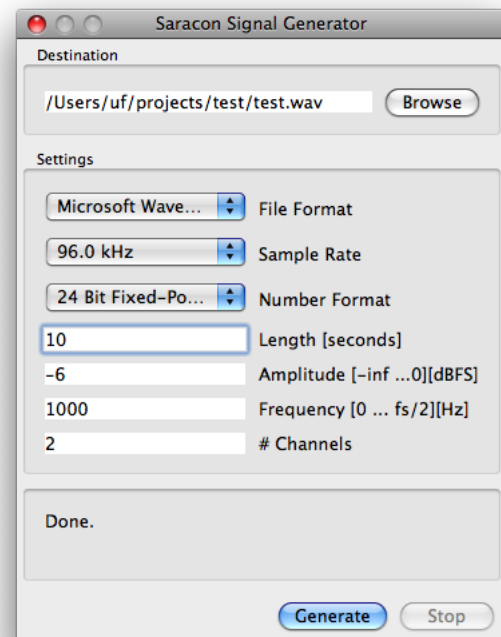 Saracon Signal Generator
Destination
/Users/uf/projects/test/test.wav Browse
Settings
Microsoft Wave... File Format
96.0 kHz Sample Rate
24 Bit Fixed-Po... Number Format
10 Length [seconds]
-6 Amplitude [-inf ...0][dBFS]
1000 Frequency [0 ... fs/2][Hz]
2 # Channels
Done.
Generate Stop